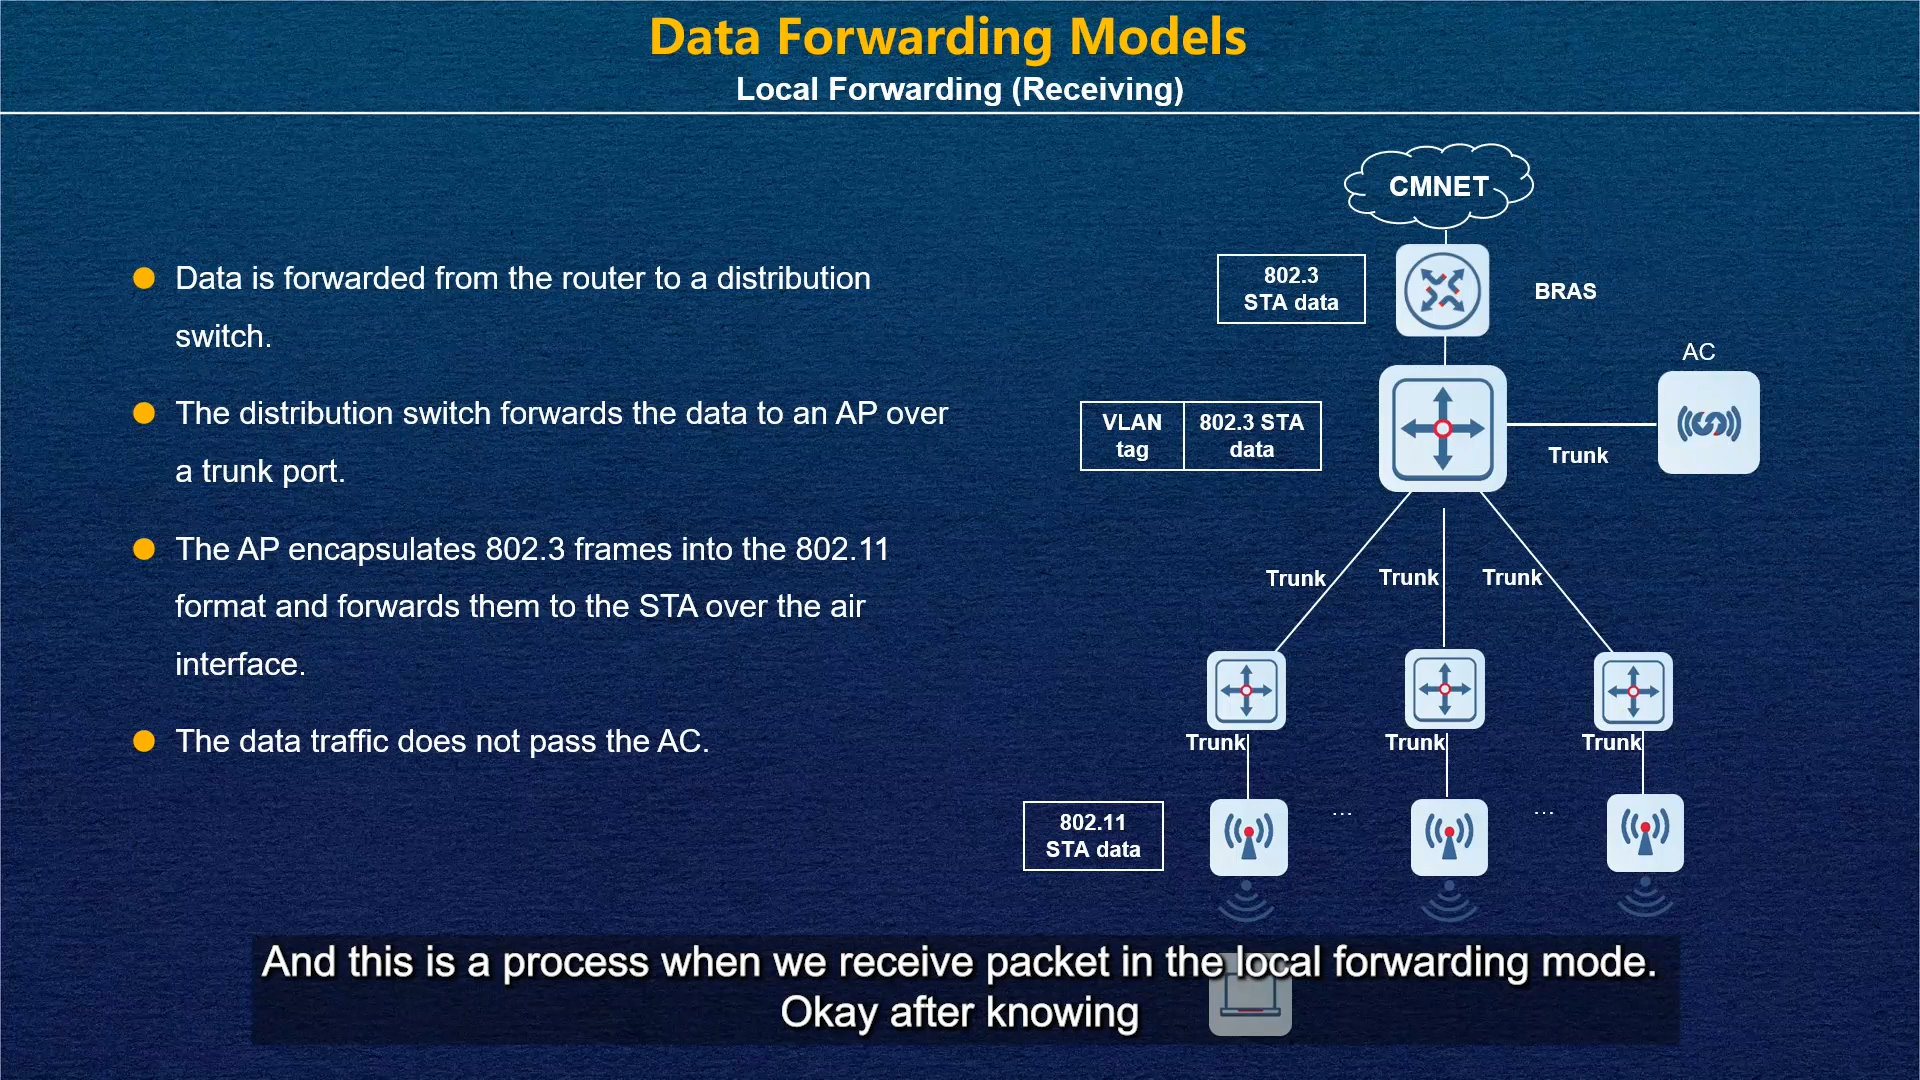 Data Forwarding Models
Local Forwarding (Receiving)
Data is forwarded from the router to a distribution
switch.
The distribution switch forwards the data to an AP over
a trunk port.
The AP encapsulates 802.3 frames into the 802.11
format and forwards them to the STA over the air
interface.
The data traffic does not pass the AC.
CMNET
802.3
STA data
BRAS
AC
VLAN
tag
802.3 STA
data
Trunk
Trunk
Trunk
Trunk
Trunk
Trunk
Trunk
...
...
802.11
STA data
And this is a process when we receive packet in the local forwarding mode.
Okay after knowing